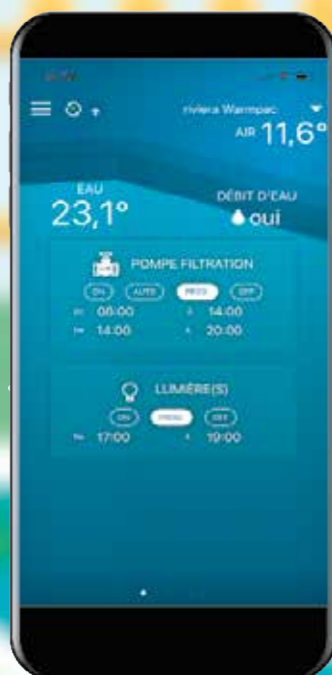 riviera Warmpac
AIR 11,6°
EAU
23,1°
DÉBIT D'EAU
oui
POMPE FILTRATION
ON AUTO PROG OFF
08:00 À 14:00
14:00 À 20:00
LUMIÈRE(S)
ON PROG OFF
17:00 À 19:00